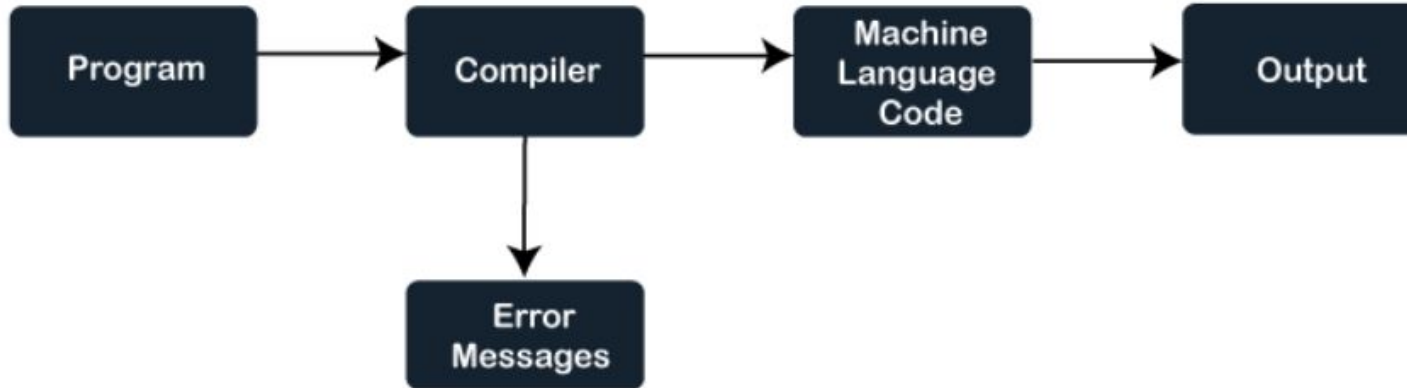 Program
Compiler
Machine
Language
Code
Output
Error
Messages